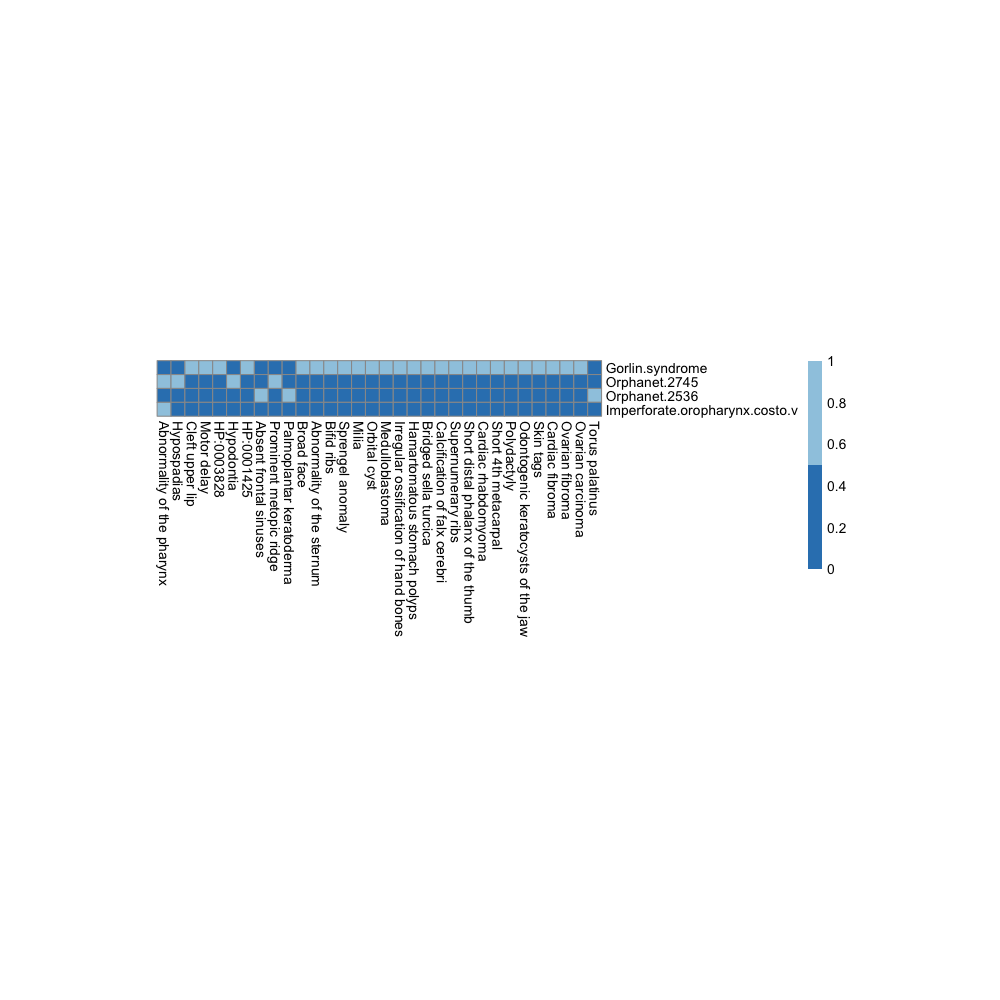 Gorlin.syndrome
Orphanet.2745
Orphanet.2536
Imperforate.oropharynx.costo.v
1
0.8
0.6
0.4
0.2
0
Abnormality of the pharynx
Hypospadias
Cleft upper lip
Motor delay
HP:0003828
Hypodontia
HP:0001425
Absent frontal sinuses
Prominent metopic ridge
Palmoplantar keratoderma
Broad face
Abnormality of the sternum
Bifid ribs
Sprengel anomaly
Milia
Orbital cyst
Medulloblastoma
Irregular ossification of hand bones
Hamartomatous stomach polyps
Bridged sella turcica
Calcification of falx cerebri
Supernumerary ribs
Short distal phalanx of the thumb
Cardiac rhabdomyoma
Short 4th metacarpal
Polydactyly
Odontogenic keratocysts of the jaw
Skin tags
Cardiac fibroma
Ovarian fibroma
Ovarian carcinoma
Torus palatinus